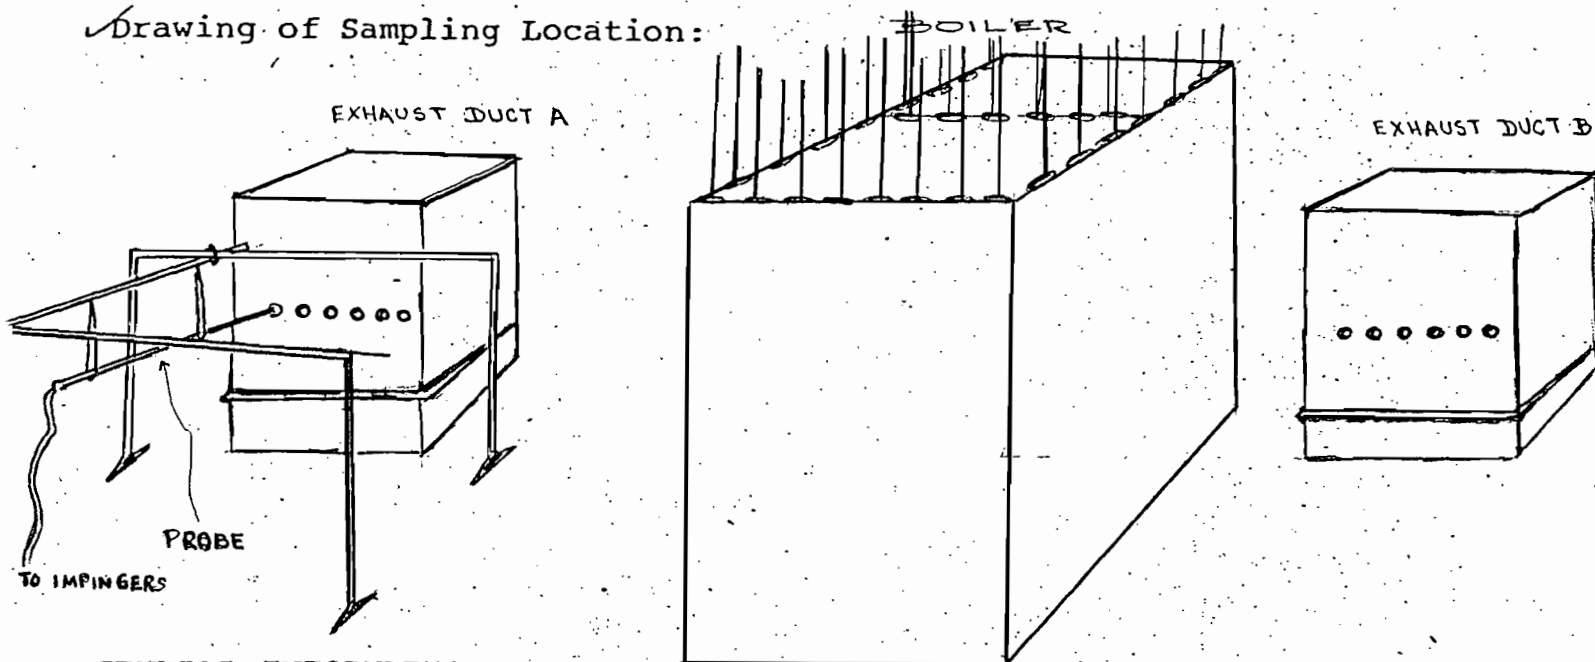 Drawing of Sampling Location:
BOILER
EXHAUST DUCT A
EXHAUST DUCT B
PROBE
TO IMPINGERS